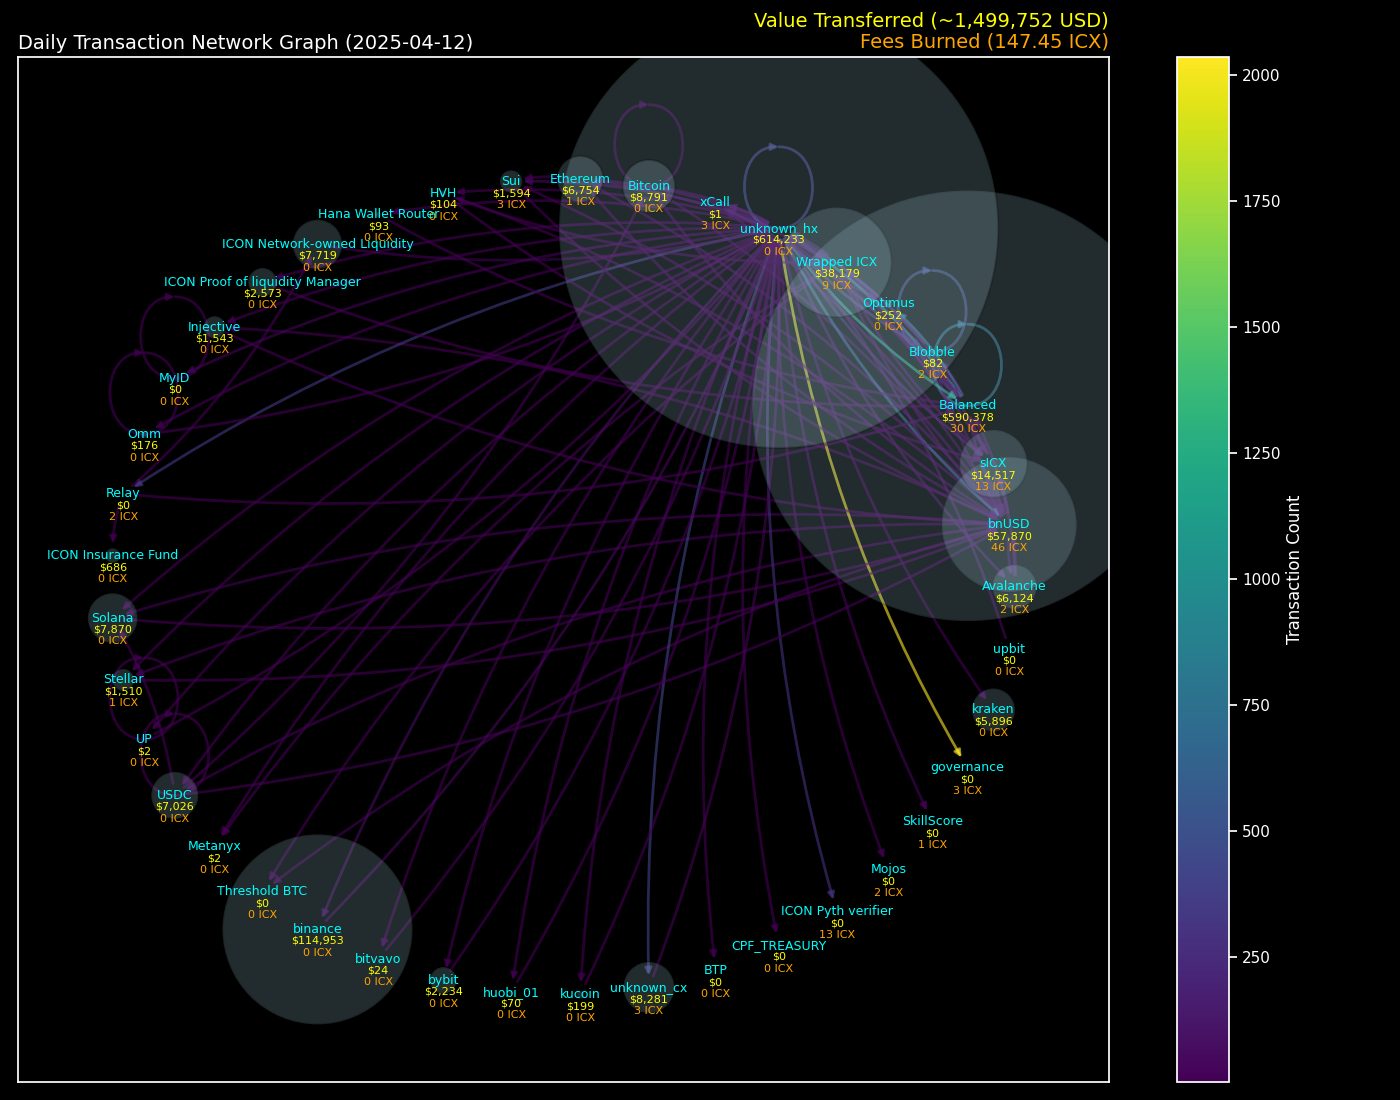 Value Transferred (~1,499,752 USD)
Daily Transaction Network Graph (2025-04-12)
Fees Burned (147.45 ICX)
Sui
$1,594
3 ICX
Ethereum
$6,754
1 ICX
Bitcoin
$8,791
0 ICX
HVH
$104
0 ICX
xCall
$1
3 ICX
Hana Wallet Router
$93
0 ICX
unknown_hx
$614,233
0 ICX
ICON Network-owned Liquidity
$7,719
0 ICX
Wrapped ICX
$38,179
9 ICX
ICON Proof of liquidity Manager
$2,573
0 ICX
Optimus
$252
0 ICX
Injective
$1,543
0 ICX
Blobble
$82
2 ICX
MyID
$0
0 ICX
Balanced
$590,378
30 ICX
Omm
$176
0 ICX
sICX
$14,517
13 ICX
Relay
$0
2 ICX
bnUSD
$57,870
46 ICX
ICON Insurance Fund
$686
0 ICX
Avalanche
$6,124
2 ICX
Solana
$7,870
0 ICX
upbit
$0
0 ICX
Stellar
$1,510
1 ICX
kraken
$5,896
0 ICX
UP
$2
0 ICX
governance
$0
3 ICX
USDC
$7,026
0 ICX
SkillScore
$0
1 ICX
Metanyx
$2
0 ICX
Mojos
$0
2 ICX
Threshold BTC
$0
0 ICX
ICON Pyth verifier
$0
13 ICX
binance
$114,953
0 ICX
CPF_TREASURY
$0
0 ICX
bitvavo
$24
0 ICX
BTP
$0
0 ICX
bybit
$2,234
0 ICX
huobi_01
$70
0 ICX
kucoin
$199
0 ICX
unknown_cx
$8,281
3 ICX
2000
1750
1500
1250
1000
750
500
250
Transaction Count